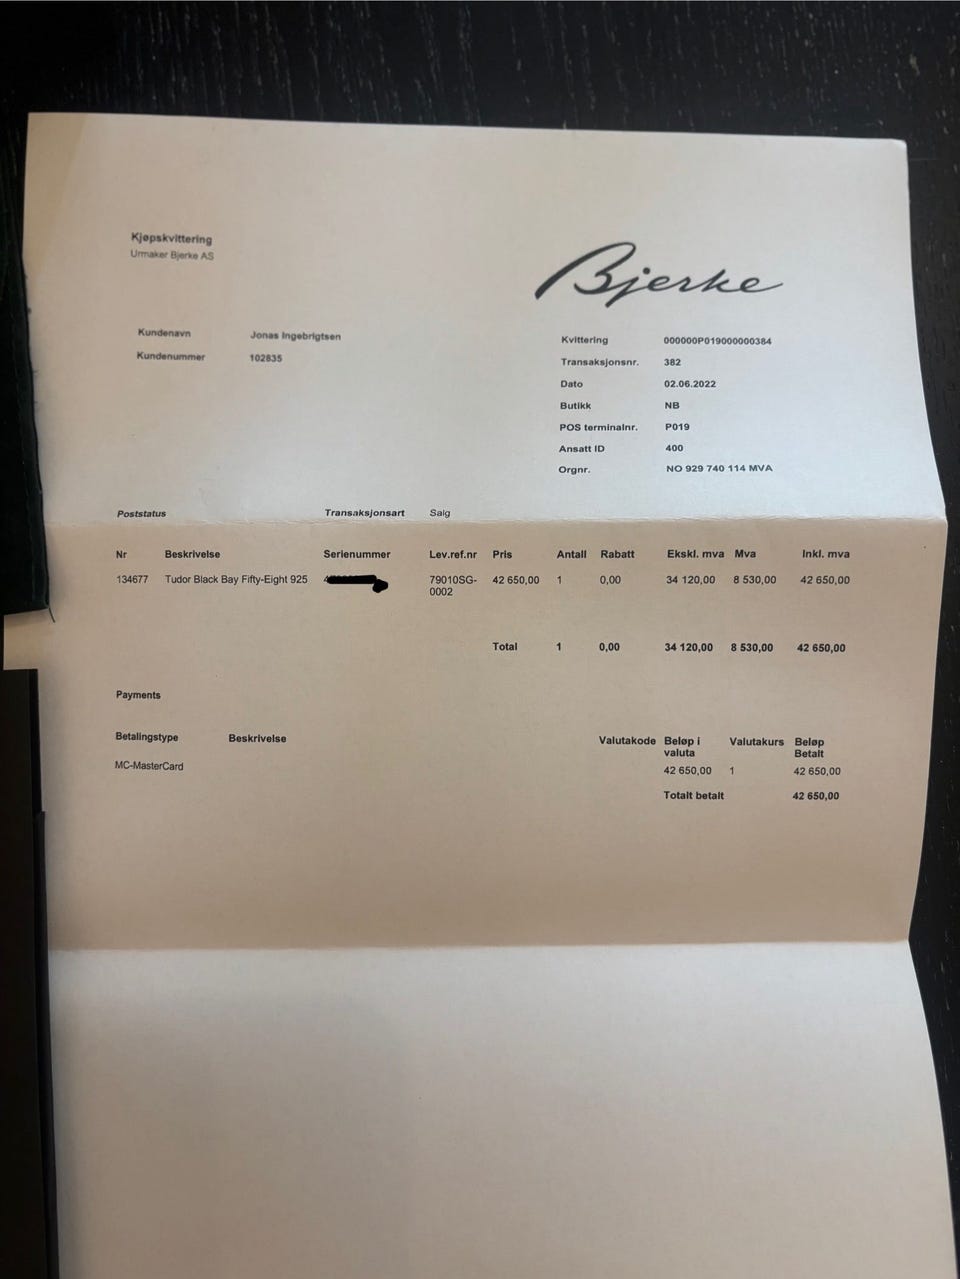 Kjøpskvittering
Urmaker Bjerke AS
Bjerke
Kundenavn Jonas Ingebrigtsen
Kundenummer 102835
Kvittering 000000P019000000384
Transaksjonsnr. 382
Dato 02.06.2022
Butikk NB
POS terminalnr. P019
Ansatt ID 400
Orgnr. NO 929 740 114 MVA
Poststatus Transaksjonsart Salg
Nr Beskrivelse Serienummer Lev.ref.nr Pris Antall Rabatt Ekskl. mva Mva Inkl. mva
134677 Tudor Black Bay Fifty-Eight 925 79010SG- 42 650,00 1 0,00 34 120,00 8 530,00 42 650,00
0002
Total 1 0,00 34 120,00 8 530,00 42 650,00
Payments
Betalingstype Beskrivelse Valutakode Beløp i Valutakurs Beløp
valuta Betalt
MC-MasterCard 42 650,00 1 42 650,00
Totalt betalt 42 650,00